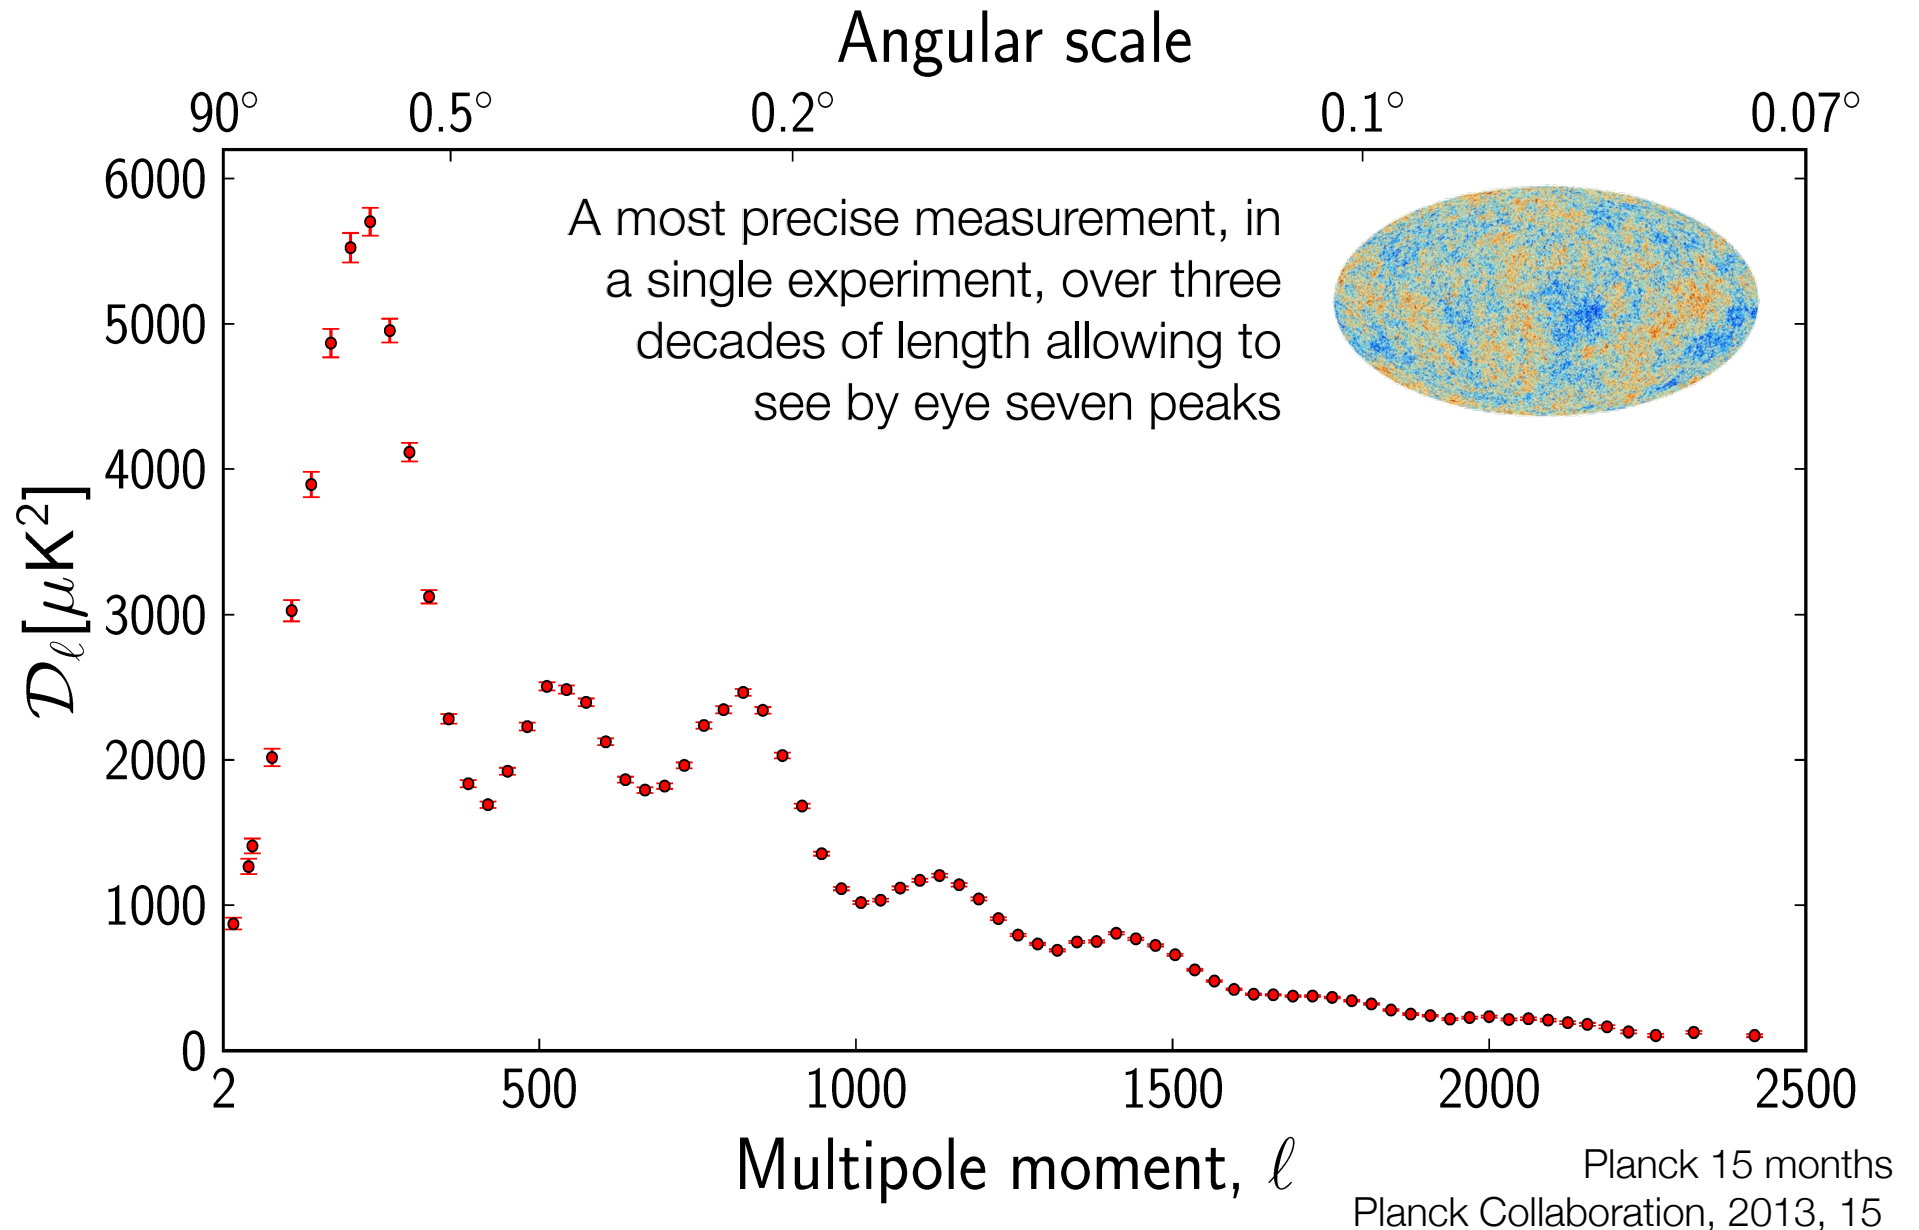 Angular scale
90° 0.5° 0.2° 0.1° 0.07°
6000
5000
4000
3000
2000
1000
0
𝒟ℓ[μK²]
A most precise measurement, in
a single experiment, over three
decades of length allowing to
see by eye seven peaks
2 500 1000 1500 2000 2500
Multipole moment, ℓ
Planck 15 months
Planck Collaboration, 2013, 15